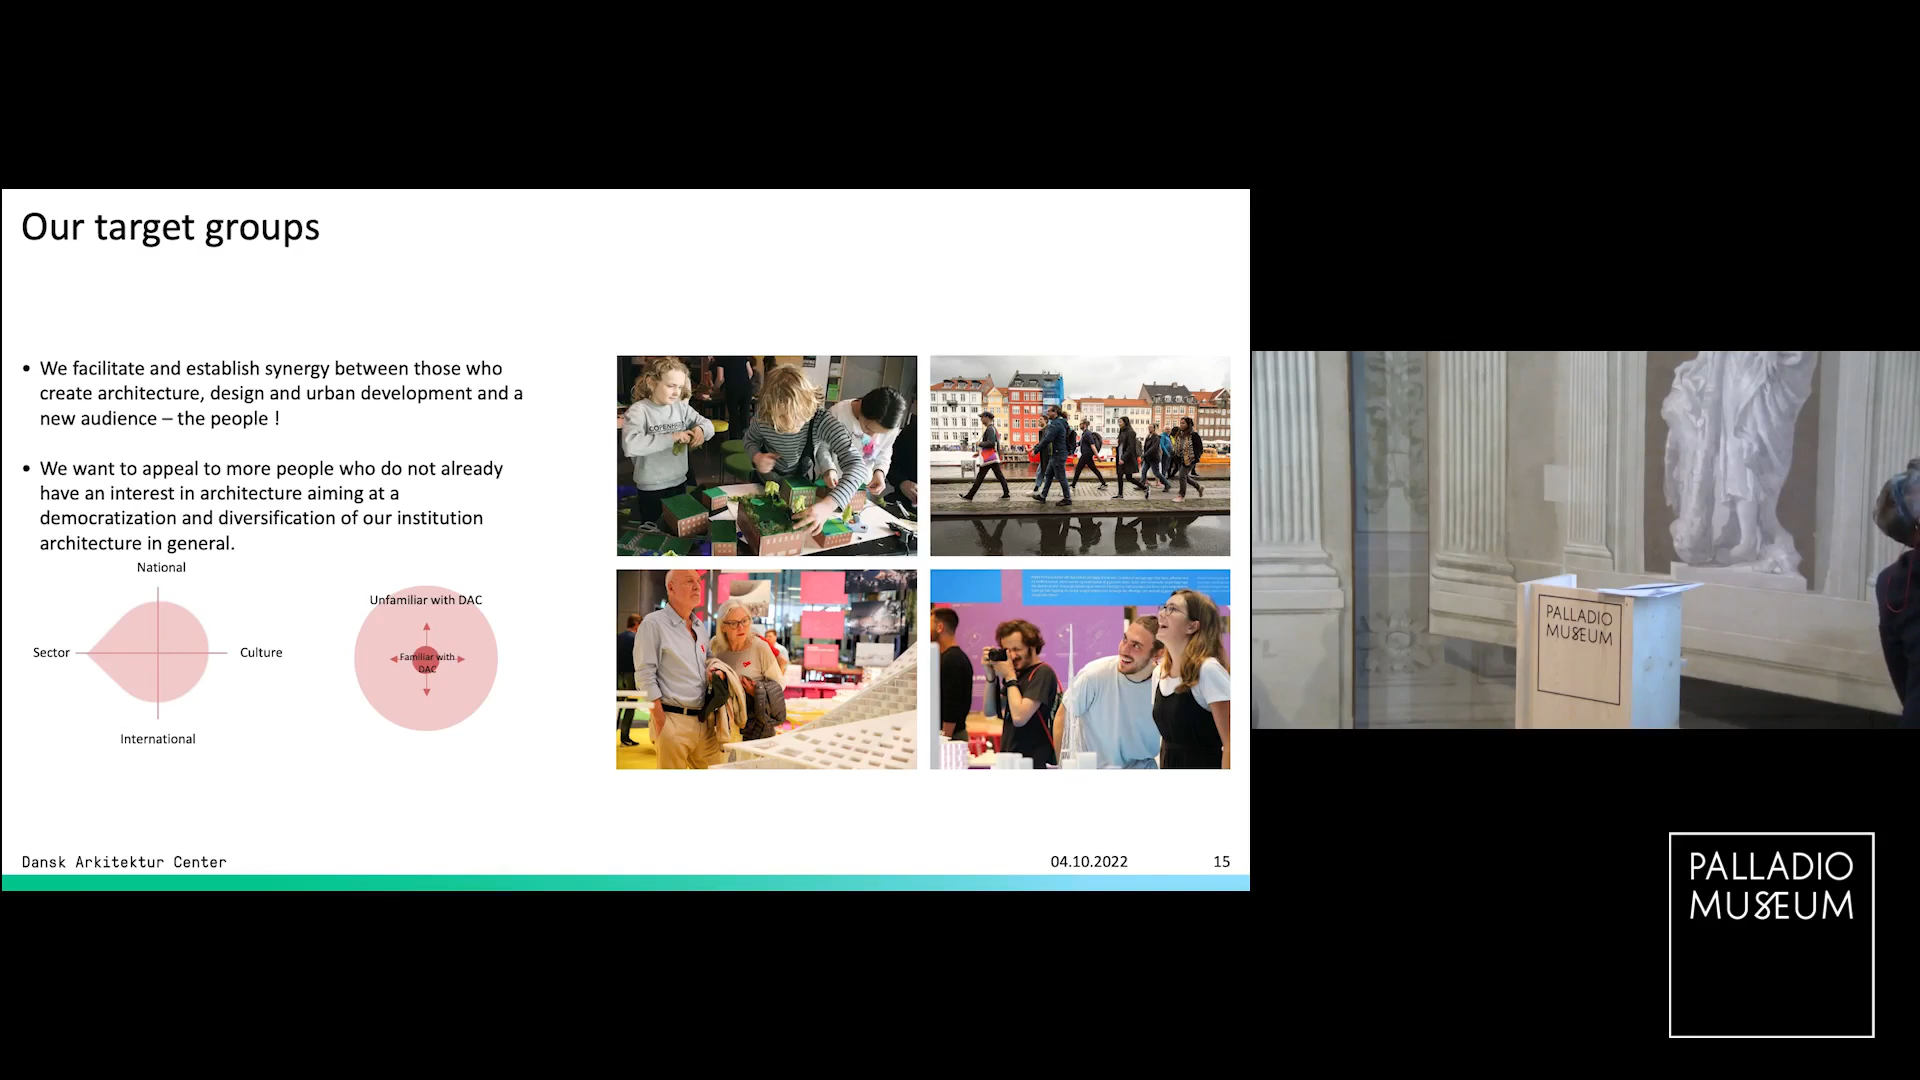 Our target groups
• We facilitate and establish synergy between those who
create architecture, design and urban development and a
new audience – the people !
• We want to appeal to more people who do not already
have an interest in architecture aiming at a
democratization and diversification of our institution
architecture in general.
National
Sector
Culture
International
Unfamiliar with DAC
Familiar with
DAC
Dansk Arkitektur Center
04.10.2022
15
PALLADIO
MUSEUM
PALLADIO
MUSEUM